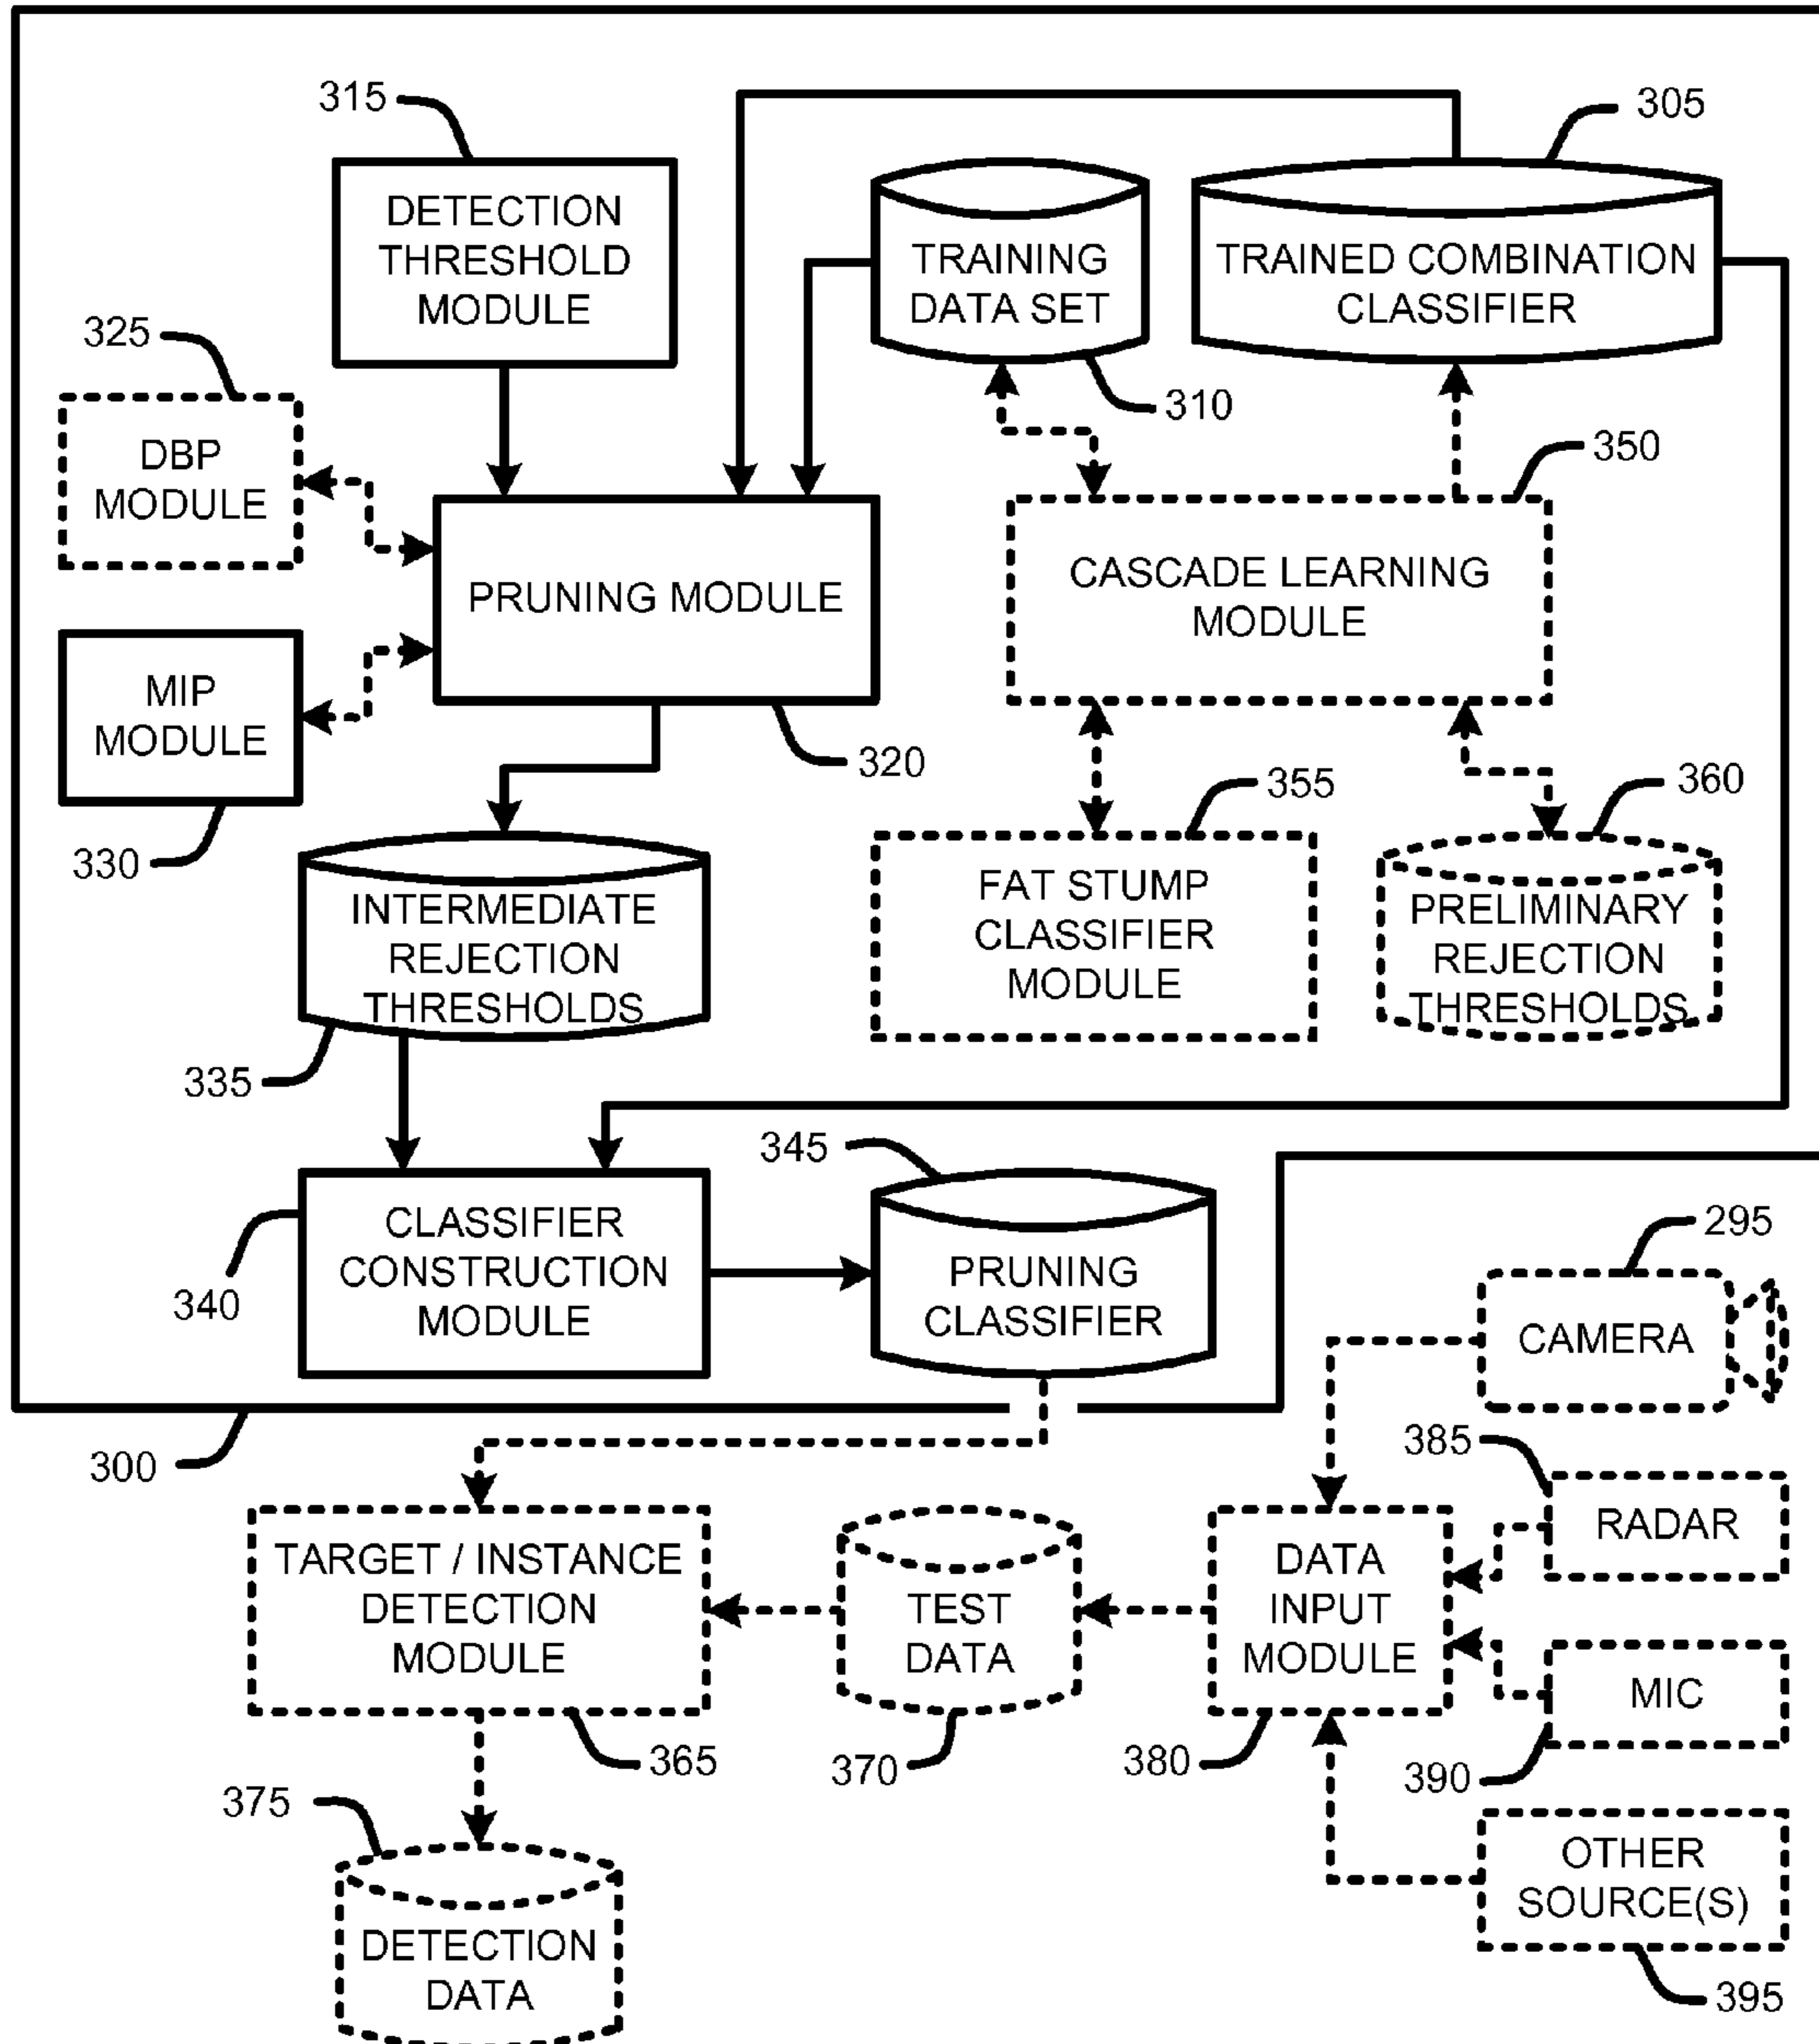 315
305
DETECTION
THRESHOLD
MODULE
TRAINING
DATA SET
TRAINED COMBINATION
CLASSIFIER
325
310
350
DBP
MODULE
PRUNING MODULE
CASCADE LEARNING
MODULE
MIP
MODULE
320
330
355
360
INTERMEDIATE
REJECTION
THRESHOLDS
FAT STUMP
CLASSIFIER
MODULE
PRELIMINARY
REJECTION
THRESHOLDS
335
345
340
CLASSIFIER
CONSTRUCTION
MODULE
PRUNING
CLASSIFIER
295
CAMERA
300
385
RADAR
TARGET / INSTANCE
DETECTION
MODULE
TEST
DATA
DATA
INPUT
MODULE
MIC
365
370
380
390
375
OTHER
SOURCE(S)
DETECTION
DATA
395